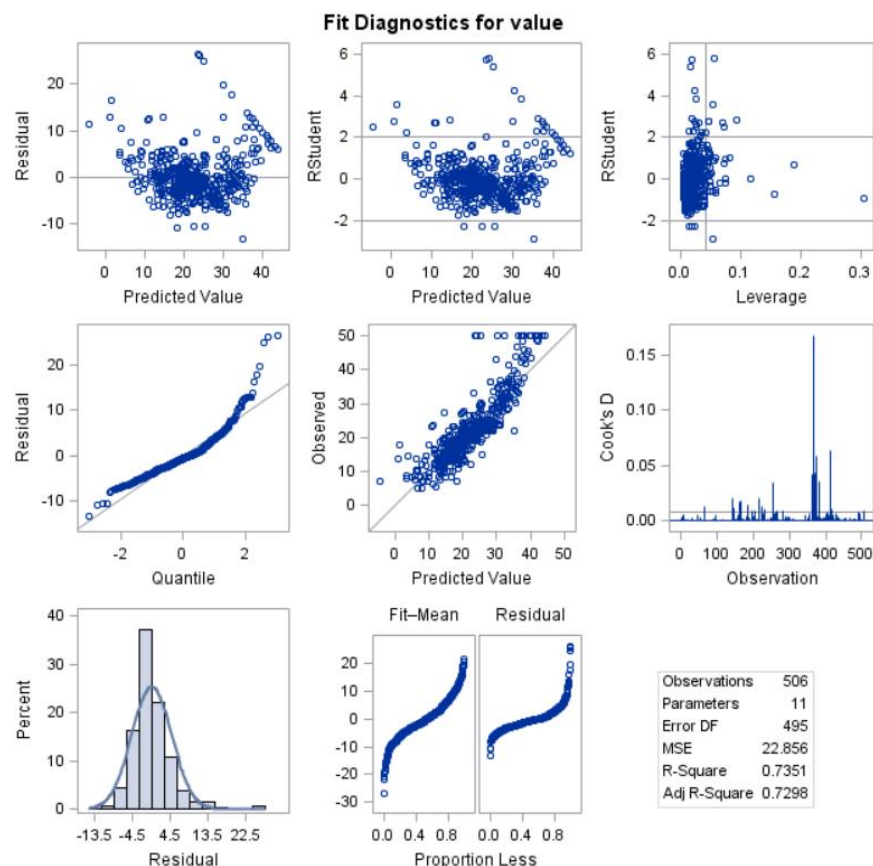 Fit Diagnostics for value
Residual
20
10
0
-10
0 10 20 30 40
Predicted Value
RStudent
6
4
2
0
-2
0 10 20 30 40
Predicted Value
RStudent
6
4
2
0
-2
0.0 0.1 0.2 0.3
Leverage
Residual
20
10
0
-10
-2 0 2
Quantile
Observed
50
40
30
20
10
0
0 10 20 30 40 50
Predicted Value
Cook's D
0.15
0.10
0.05
0.00
0 100 200 300 400 500
Observation
Percent
40
30
20
10
0
-13.5 -4.5 4.5 13.5 22.5
Residual
Fit–Mean Residual
20
10
0
-10
-20
-30
0.0 0.4 0.8 0.0 0.4 0.8
Proportion Less
Observations 506
Parameters 11
Error DF 495
MSE 22.856
R-Square 0.7351
Adj R-Square 0.7298